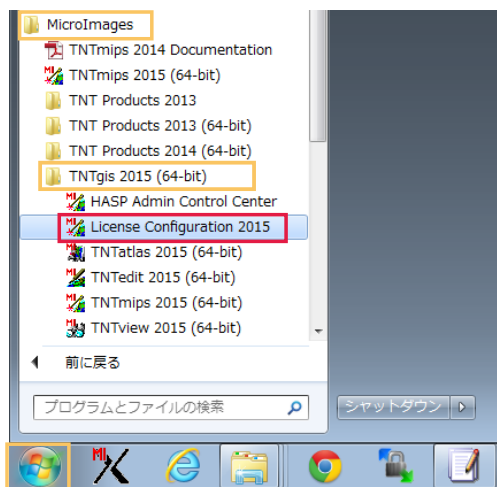 MicroImages
TNTmips 2014 Documentation
TNTmips 2015 (64-bit)
TNT Products 2013
TNT Products 2013 (64-bit)
TNT Products 2014 (64-bit)
TNTgis 2015 (64-bit)
HASP Admin Control Center
License Configuration 2015
TNTatlas 2015 (64-bit)
TNTedit 2015 (64-bit)
TNTmips 2015 (64-bit)
TNTview 2015 (64-bit)
前に戻る
プログラムとファイルの検索
シャットダウン
MI